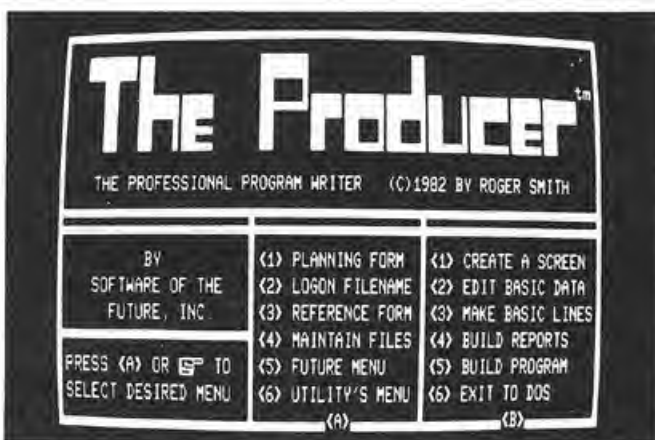 The Producer tm
THE PROFESSIONAL PROGRAM WRITER (C)1982 BY ROGER SMITH
BY
SOFTWARE OF THE
FUTURE, INC.
PRESS <A> OR TO
SELECT DESIRED MENU
<1> PLANNING FORM
<2> LOGON FILENAME
<3> REFERENCE FORM
<4> MAINTAIN FILES
<5> FUTURE MENU
<6> UTILITY'S MENU
<A>
<1> CREATE A SCREEN
<2> EDIT BASIC DATA
<3> MAKE BASIC LINES
<4> BUILD REPORTS
<5> BUILD PROGRAM
<6> EXIT TO DOS
<B>